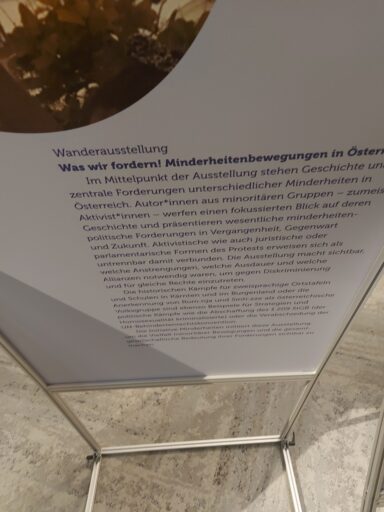 Wanderausstellung
Was wir fordern! Minderheitenbewegungen in Österr
Im Mittelpunkt der Ausstellung stehen Geschichte und
zentrale Forderungen unterschiedlicher Minderheiten in
Österreich. Autor*innen aus minoritären Gruppen – zumeist
Aktivist*innen – werfen einen fokussierten Blick auf deren
Geschichte und präsentieren wesentliche minderheiten-
politische Forderungen in Vergangenheit, Gegenwart
und Zukunft. Aktivistische wie auch juristische oder
parlamentarische Formen des Protests erweisen sich als
untrennbar damit verbunden. Die Ausstellung macht sichtbar,
welche Anstrengungen, welche Ausdauer und welche
Allianzen notwendig waren, um gegen Diskriminierung
und für gleiche Rechte einzutreten.
Die historischen Kämpfe für zweisprachige Ortstafeln
und Schulen in Kärnten und im Burgenland oder die
Anerkennung von Rom*nja und Sinti*zze als österreichische
Volksgruppe sind ebenso Beispiele für Strategien und
politische Kämpfe wie die Abschaffung des § 209 StGB